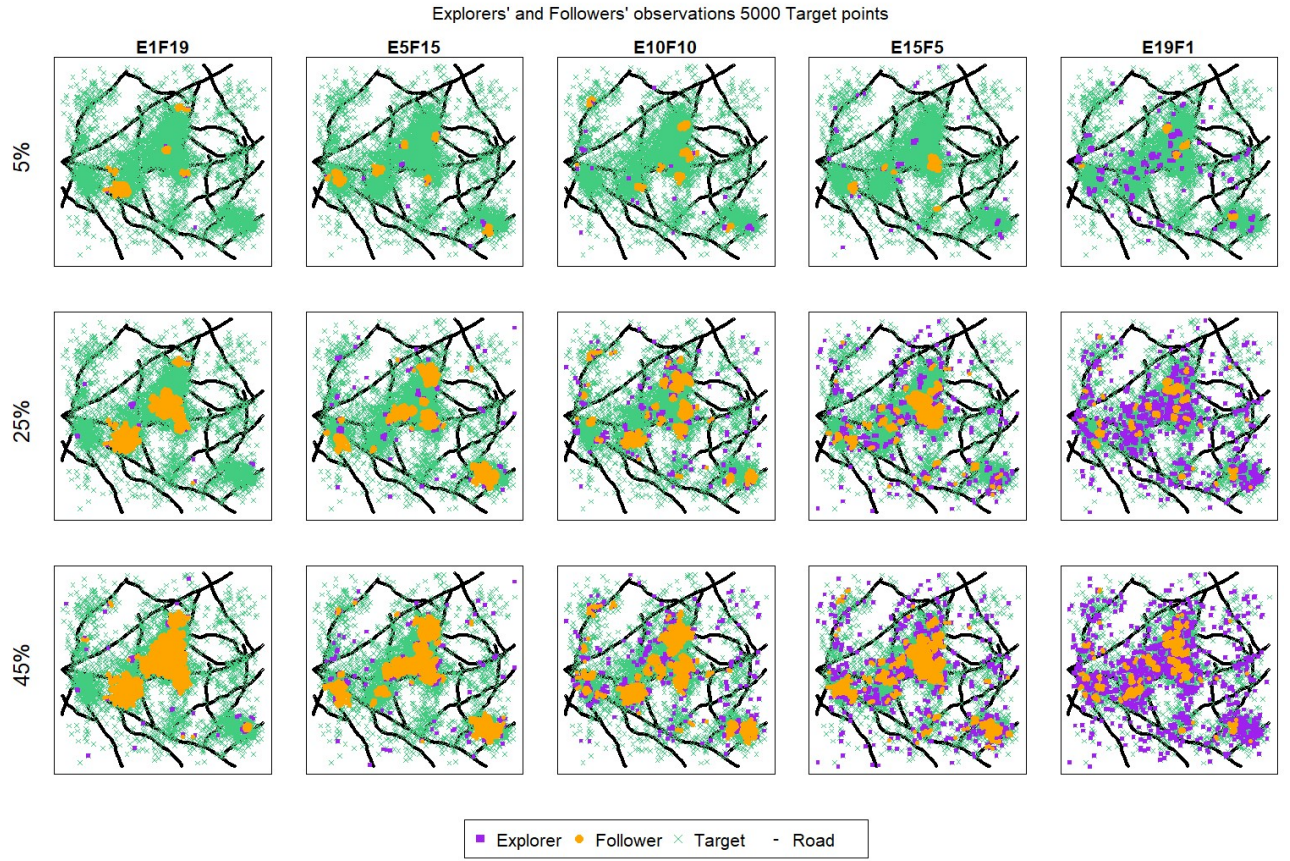 Explorers' and Followers' observations 5000 Target points
E1F19 E5F15 E10F10 E15F5 E19F1
5%
25%
45%
Explorer Follower Target - Road